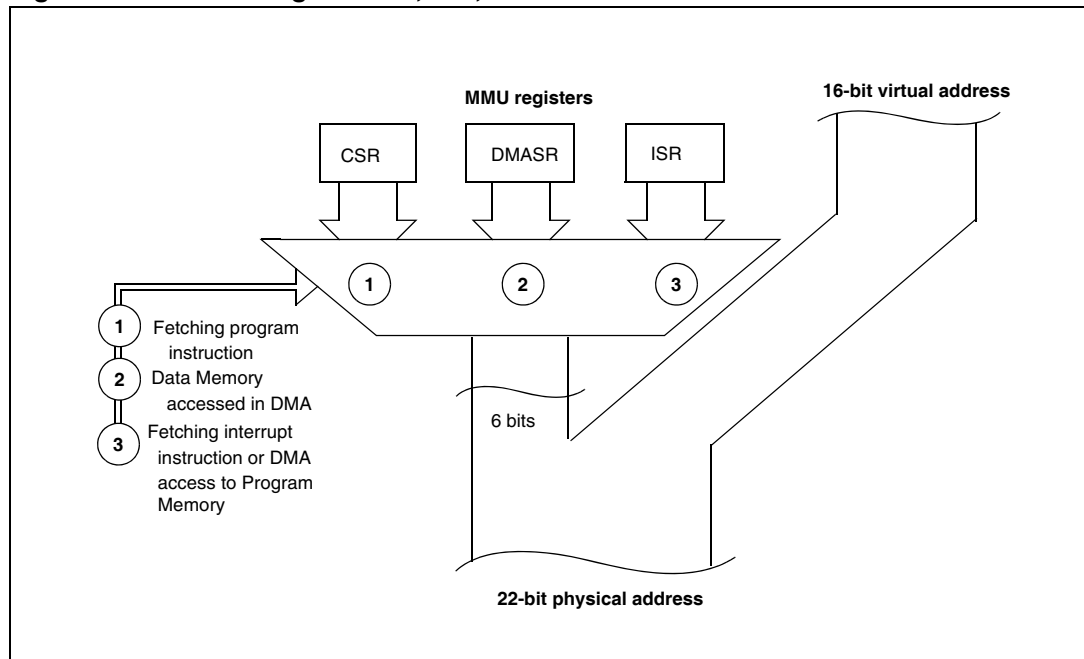 16-bit virtual address
MMU registers
CSR
DMASR
ISR
1
2
3
1
Fetching program
instruction
2
Data Memory
accessed in DMA
3
Fetching interrupt
instruction or DMA
access to Program
Memory
6 bits
22-bit physical address